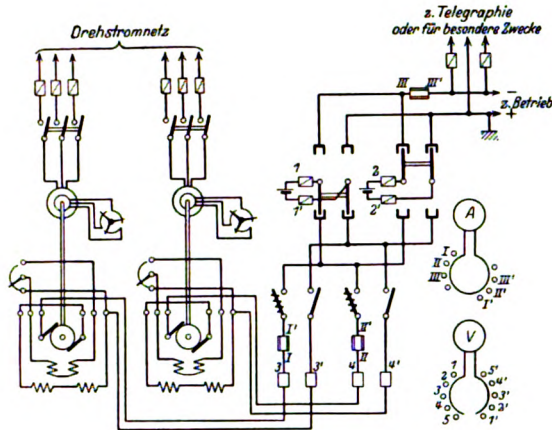 Drehstromnetz
z. Telegraphie
oder für besondere Zwecke
III III'
−
z. Betrieb
+
1 2
1' 2'
A
I
II
III
III'
II'
I'
I' II'
I II
3 3' 4 4'
V
1 5'
2 4'
3 3'
4 2'
5 1'